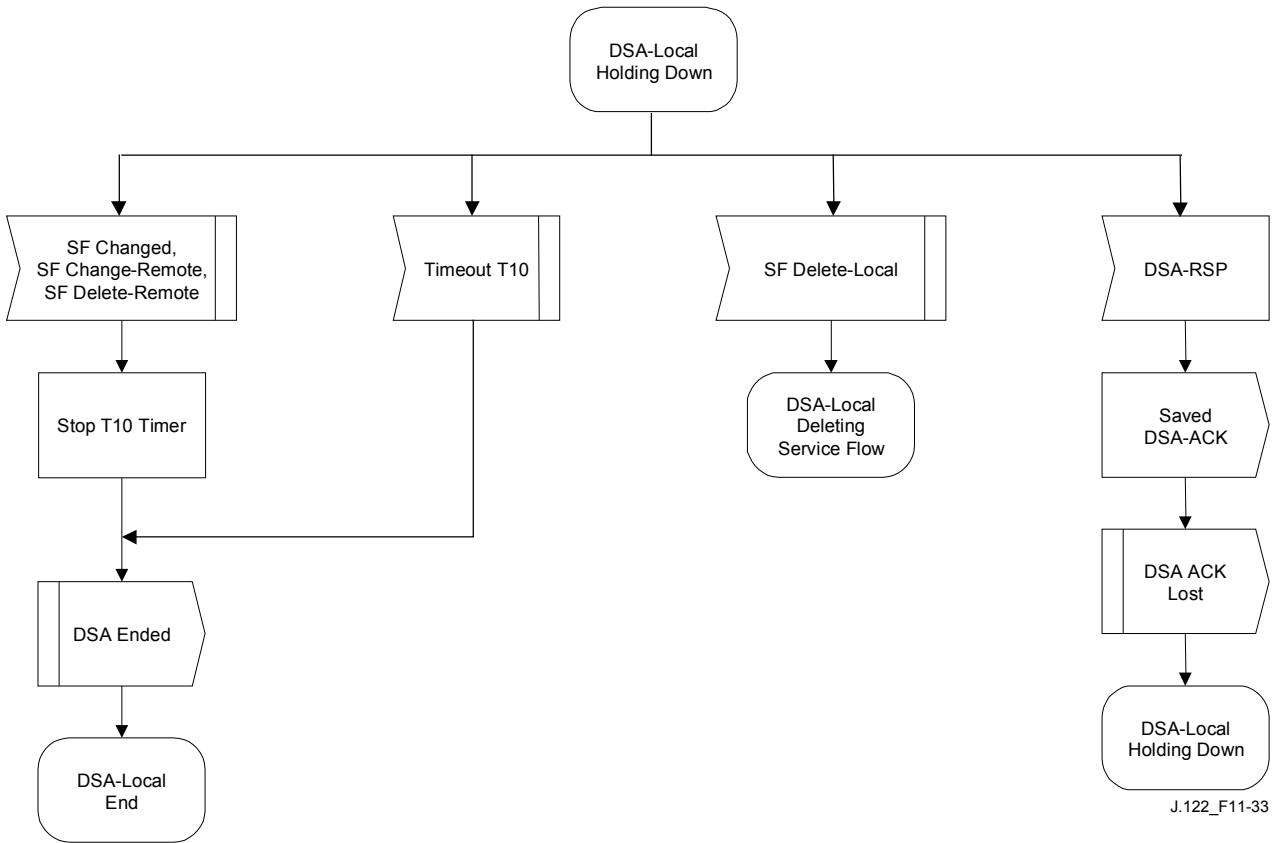 DSA-Local
Holding Down
SF Changed,
SF Change-Remote,
SF Delete-Remote
Timeout T10
SF Delete-Local
DSA-RSP
Stop T10 Timer
DSA-Local
Deleting
Service Flow
Saved
DSA-ACK
DSA Ended
DSA ACK
Lost
DSA-Local
End
DSA-Local
Holding Down
J.122_F11-33